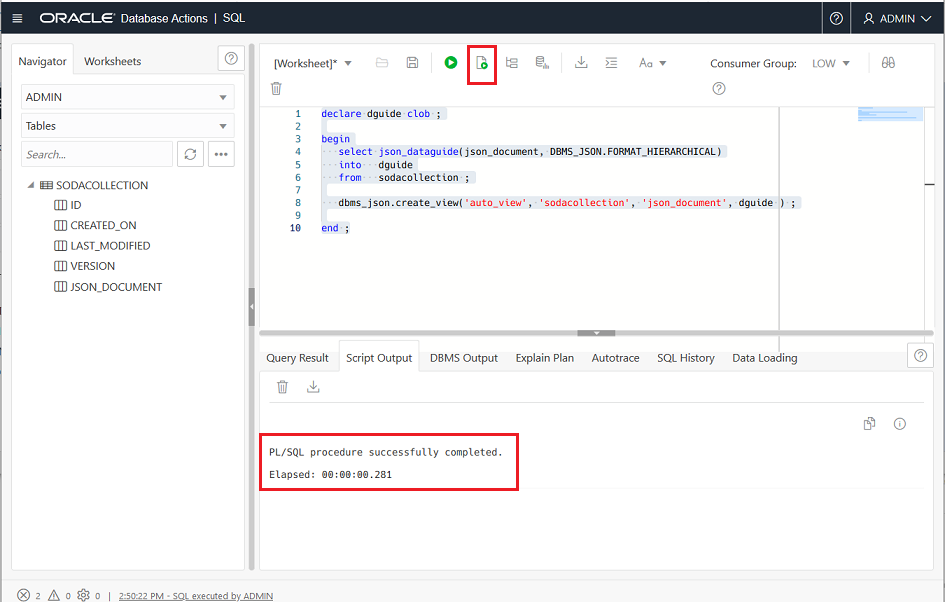 ORACLE Database Actions | SQL
ADMIN
Navigator
Worksheets
ADMIN
Tables
Search...
SODACOLLECTION
ID
CREATED_ON
LAST_MODIFIED
VERSION
JSON_DOCUMENT
[Worksheet]*
Aa
Consumer Group: LOW
1 declare dguide clob ;
2
3 begin
4 select json_dataguide(json_document, DBMS_JSON.FORMAT_HIERARCHICAL)
5 into dguide
6 from sodacollection ;
7
8 dbms_json.create_view('auto_view', 'sodacollection', 'json_document', dguide ) ;
9
10 end ;
Query Result
Script Output
DBMS Output
Explain Plan
Autotrace
SQL History
Data Loading
PL/SQL procedure successfully completed.
Elapsed: 00:00:00.281
2 0 0 | 2:50:22 PM - SQL executed by ADMIN